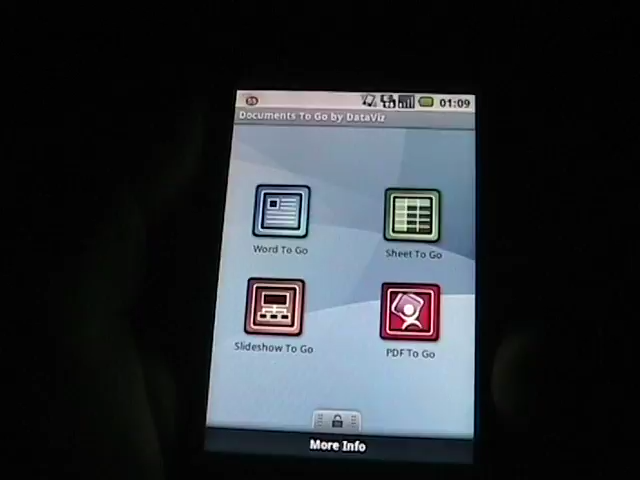 01:09
Documents To Go by DataViz
Word To Go
Sheet To Go
Slideshow To Go
PDF To Go
More Info